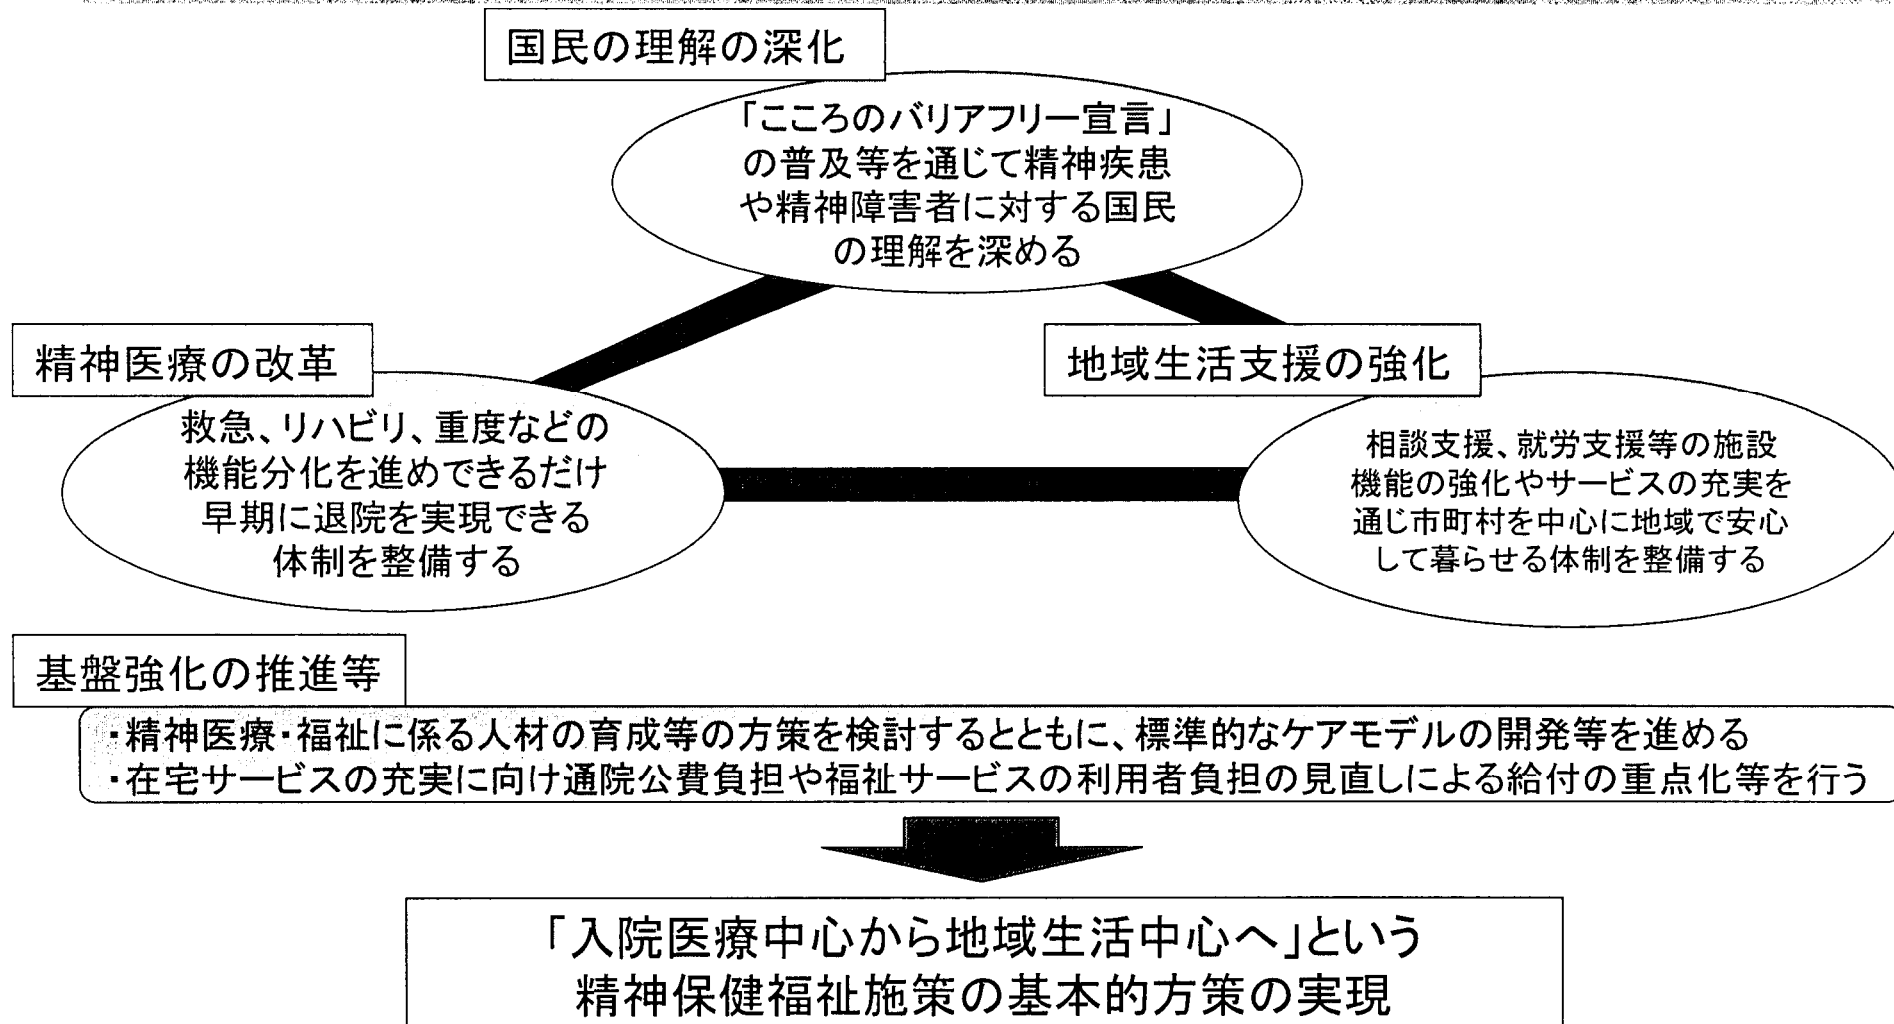 国民の理解の深化
「こころのバリアフリー宣言」
の普及等を通じて精神疾患
や精神障害者に対する国民
の理解を深める
精神医療の改革
救急、リハビリ、重度などの
機能分化を進めできるだけ
早期に退院を実現できる
体制を整備する
地域生活支援の強化
相談支援、就労支援等の施設
機能の強化やサービスの充実を
通じ市町村を中心に地域で安心
して暮らせる体制を整備する
基盤強化の推進等
・精神医療・福祉に係る人材の育成等の方策を検討するとともに、標準的なケアモデルの開発等を進める
・在宅サービスの充実に向け通院公費負担や福祉サービスの利用者負担の見直しによる給付の重点化等を行う
「入院医療中心から地域生活中心へ」という
精神保健福祉施策の基本的方策の実現